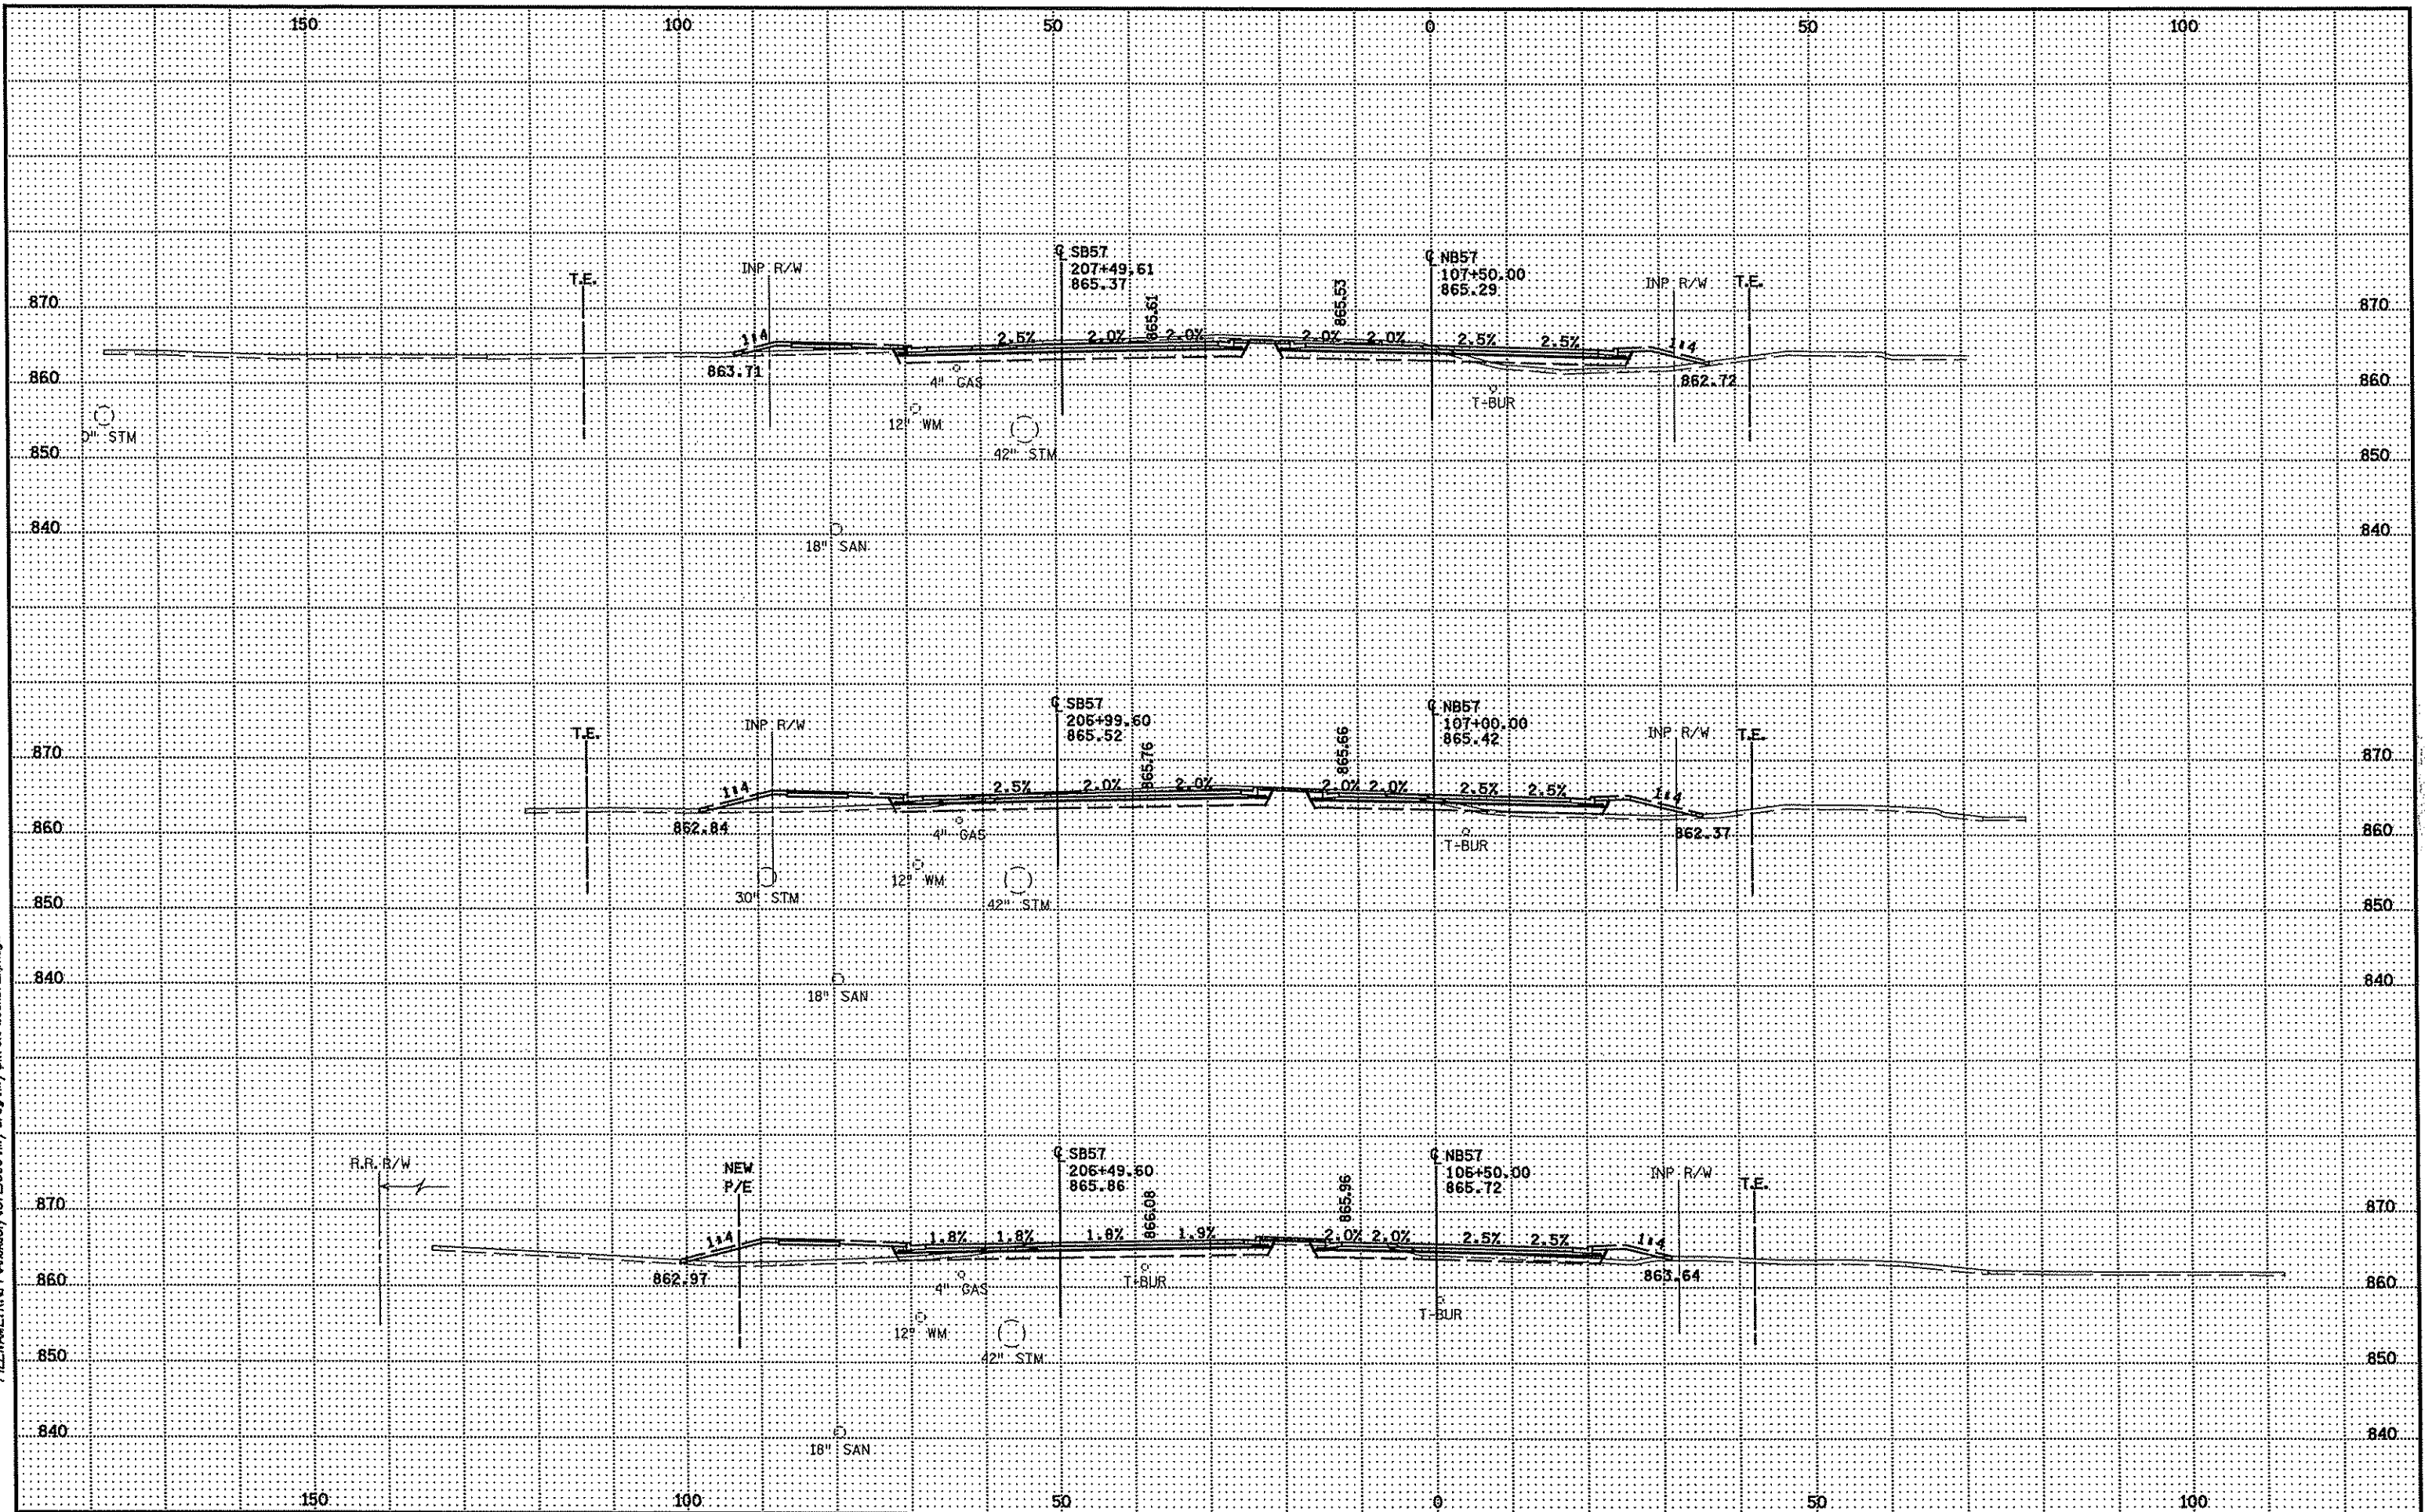 150 100 50 0 50 100
℄ SB57
207+49.61
865.37
℄ NB57
107+50.00
865.29
T.E. INP R/W 865.61 865.53 INP R/W T.E.
870 870
1:4 2.5% 2.0% 2.0% 2.0% 2.0% 2.5% 2.5% 1:4
863.71 862.72
860 860
4" GAS
T-BUR
12" WM
0" STM
42" STM
850 850
840 840
18" SAN
℄ SB57
206+99.60
865.52
℄ NB57
107+00.00
865.42
T.E. INP R/W 865.76 865.66 INP R/W T.E.
870 870
1:4 2.5% 2.0% 2.0% 2.0% 2.0% 2.5% 2.5% 1:4
862.84 862.37
860 860
4" GAS
T-BUR
12" WM
30" STM
42" STM
850 850
840 840
18" SAN
℄ SB57
206+49.60
865.86
℄ NB57
106+50.00
865.72
R.R. R/W
NEW
P/E
866.08 865.96 INP R/W T.E.
870 870
1:4 1.8% 1.8% 1.8% 1.9% 2.0% 2.0% 2.5% 2.5% 1:4
862.97 863.64
860 860
4" GAS
T-BUR
T-BUR
12" WM
42" STM
850 850
840 840
18" SAN
150 100 50 0 50 100